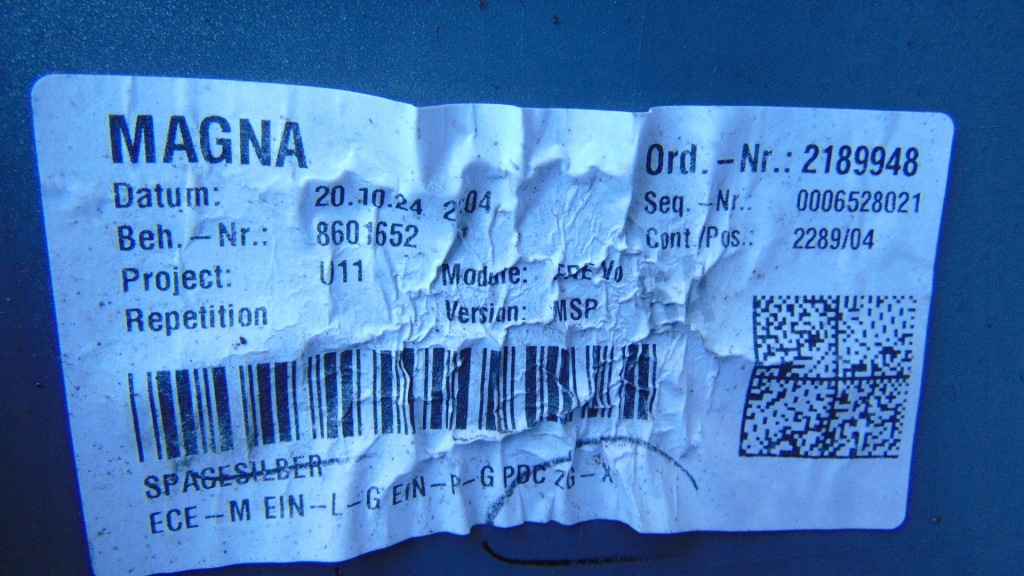 MAGNA
Datum: 20.10.24
Beh.-Nr.: 8601652
Project: U11 Module:
Repetition Version: MSP
Ord.-Nr.: 2189948
Seq.-Nr.: 0006528021
Cont/Pos.: 2289/04
SPACESILBER
ECE-M EIN-L-G EIN-P-G PDC